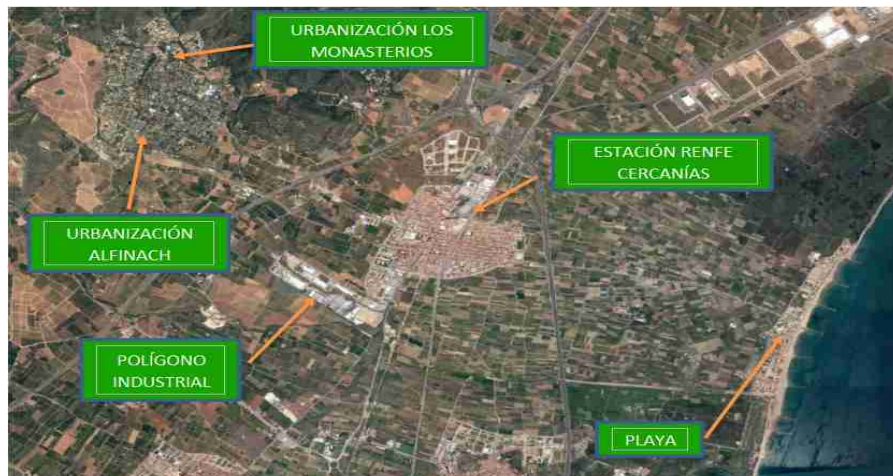 URBANIZACIÓN LOS
MONASTERIOS
ESTACIÓN RENFE
CERCANÍAS
URBANIZACIÓN
ALFINACH
POLÍGONO
INDUSTRIAL
PLAYA